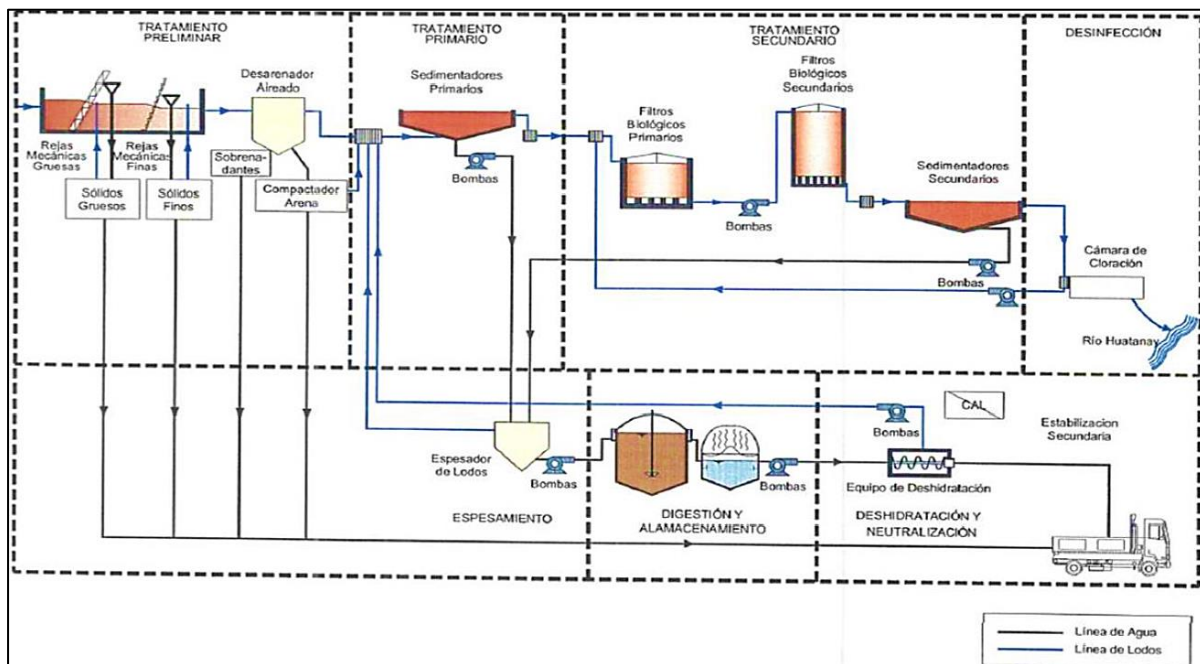 TRATAMIENTO
PRELIMINAR
TRATAMIENTO
PRIMARIO
TRATAMIENTO
SECUNDARIO
DESINFECCIÓN
Desarenador
Aireado
Sedimentadores
Primarios
Filtros
Biológicos
Secundarios
Filtros
Biológicos
Primarios
Rejas
Mecánicas
Gruesas
Rejas
Mecánicas
Finas
Sobrena-
dantes
Sólidos
Gruesos
Sólidos
Finos
Compactador
Arena
Bombas
Bombas
Sedimentadores
Secundarios
Bombas
Cámara de
Cloración
Río Huatanay
Espesador
de Lodos
Bombas
Bombas
Bombas
CAL
Estabilizacion
Secundaria
Equipo de Deshidratación
ESPESAMIENTO
DIGESTIÓN Y
ALAMACENAMIENTO
DESHIDRATACIÓN Y
NEUTRALIZACIÓN
Línea de Agua
Línea de Lodos